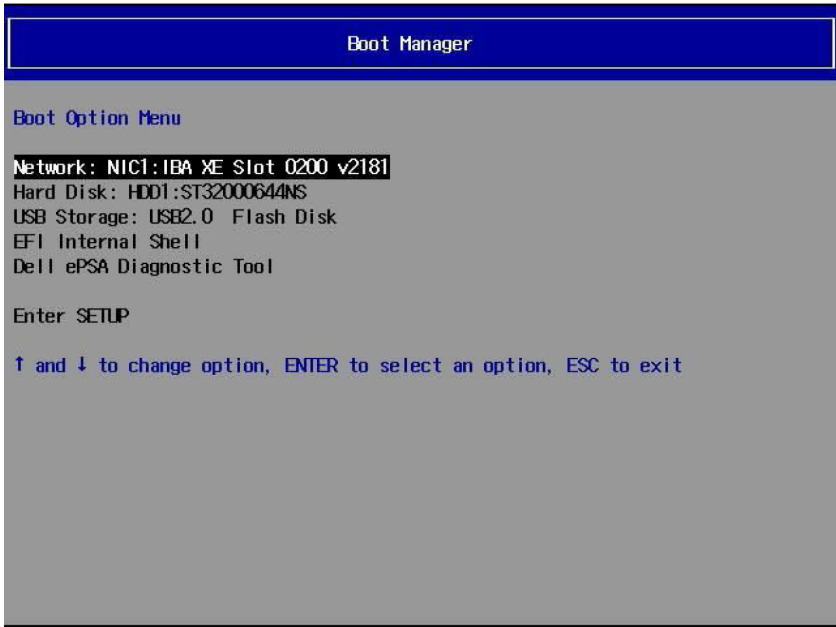 Boot Manager
Boot Option Menu
Network: NIC1:IBA XE Slot 0200 v2181
Hard Disk: HDD1:ST32000644NS
USB Storage: USB2.0  Flash Disk
EFI Internal Shell
Dell ePSA Diagnostic Tool
Enter SETUP
↑ and ↓ to change option, ENTER to select an option, ESC to exit